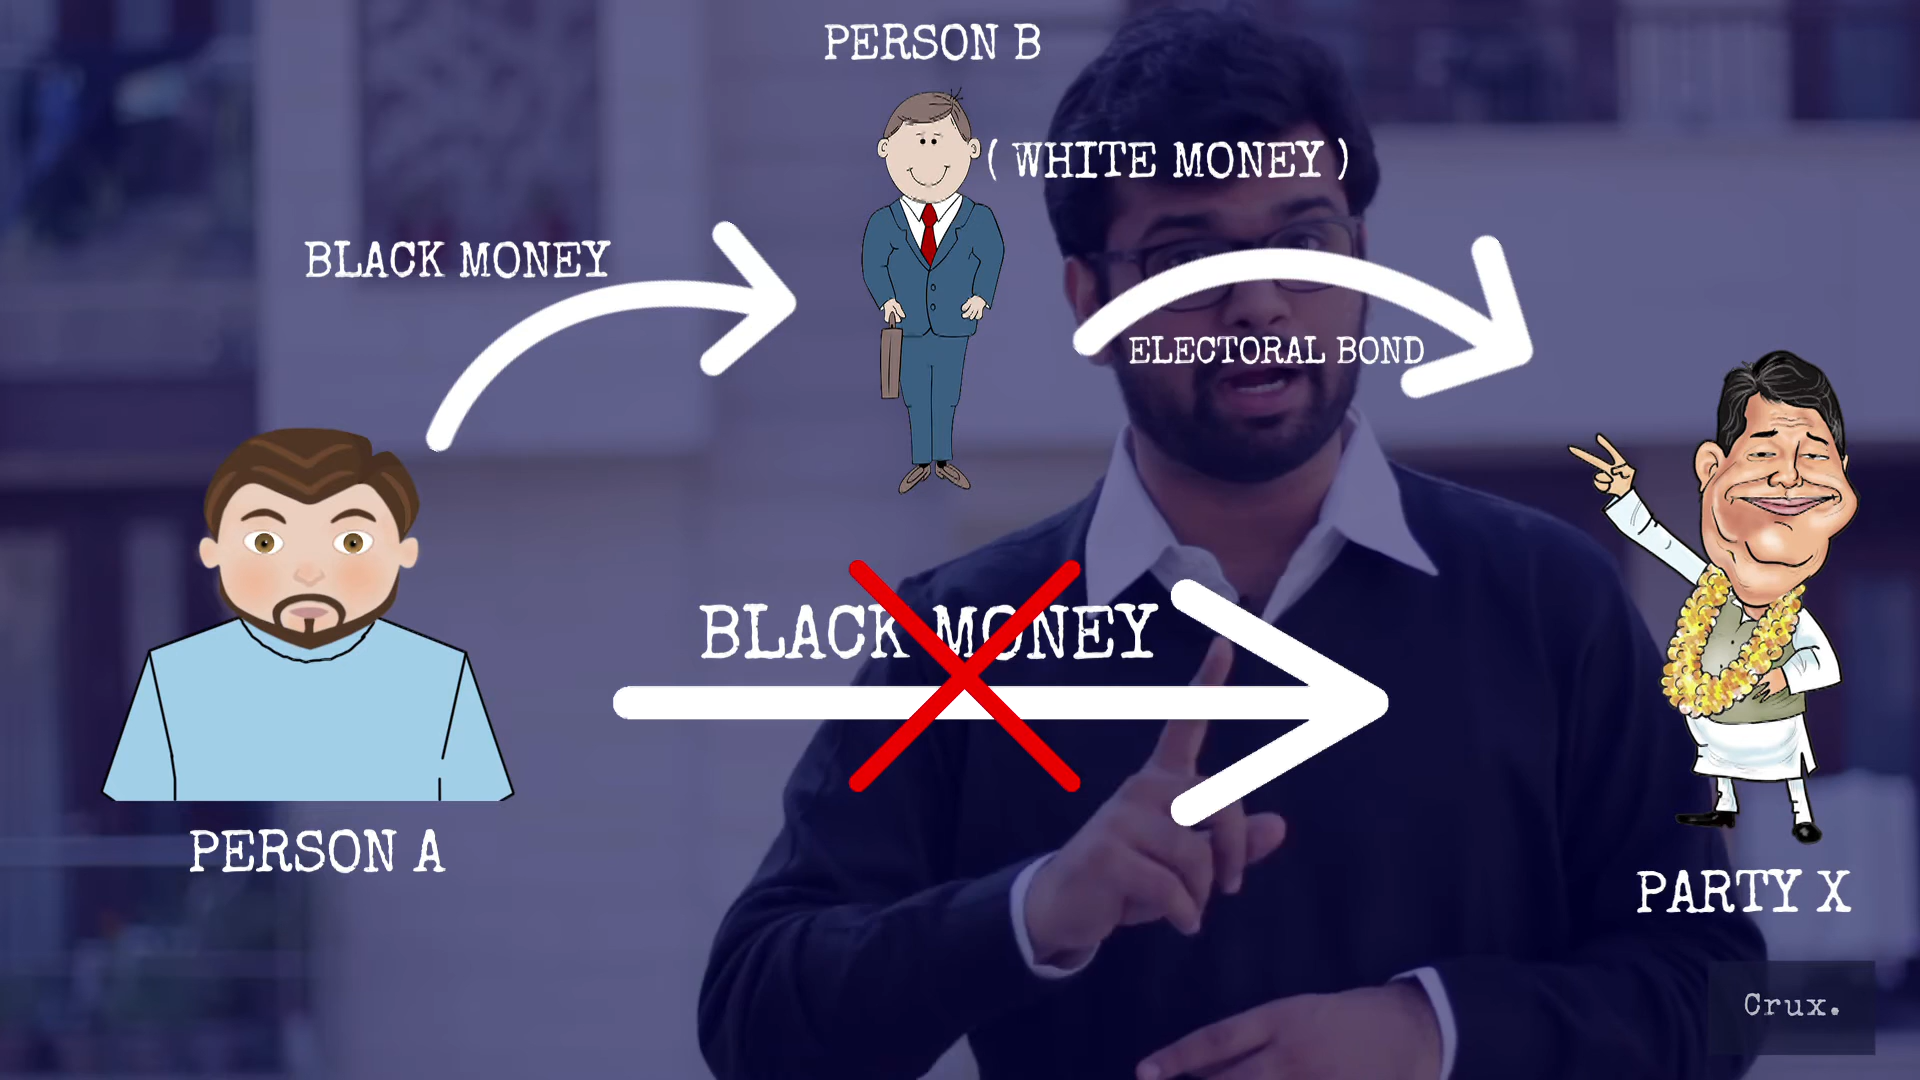 PERSON B
( WHITE MONEY )
BLACK MONEY
ELECTORAL BOND
BLACK MONEY
PERSON A
PARTY X
Crux.